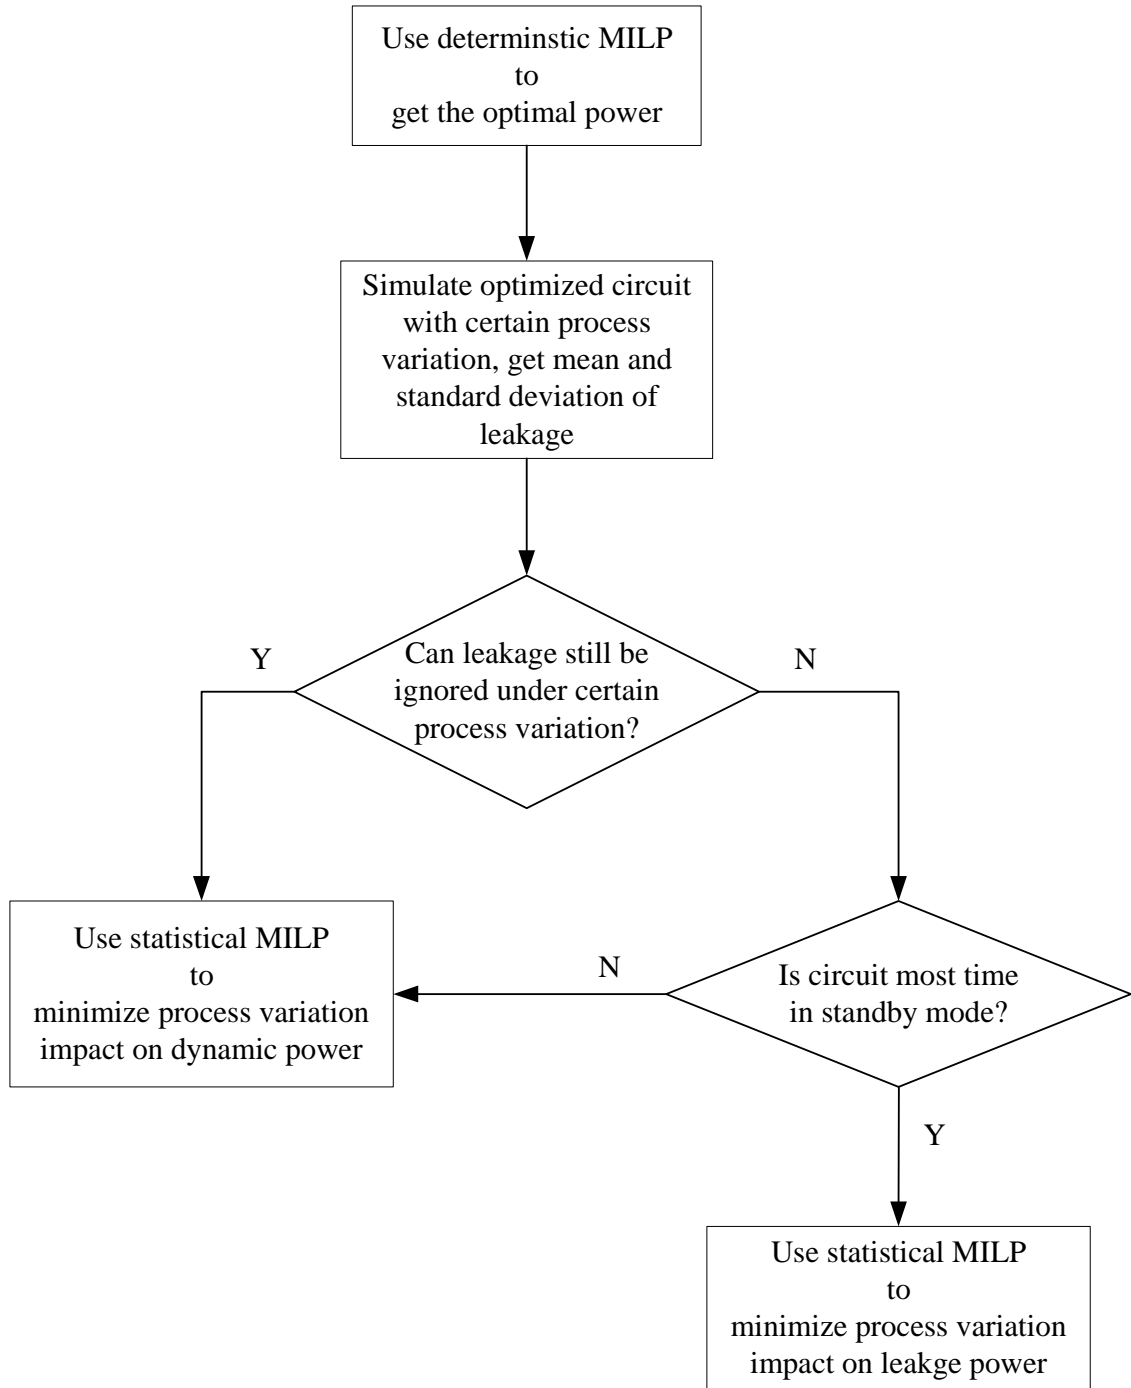 Use determinstic MILP
to
get the optimal power
Simulate optimized circuit
with certain process
variation, get mean and
standard deviation of
leakage
Y
Can leakage still be
ignored under certain
process variation?
N
Use statistical MILP
to
minimize process variation
impact on dynamic power
N
Is circuit most time
in standby mode?
Y
Use statistical MILP
to
minimize process variation
impact on leakge power